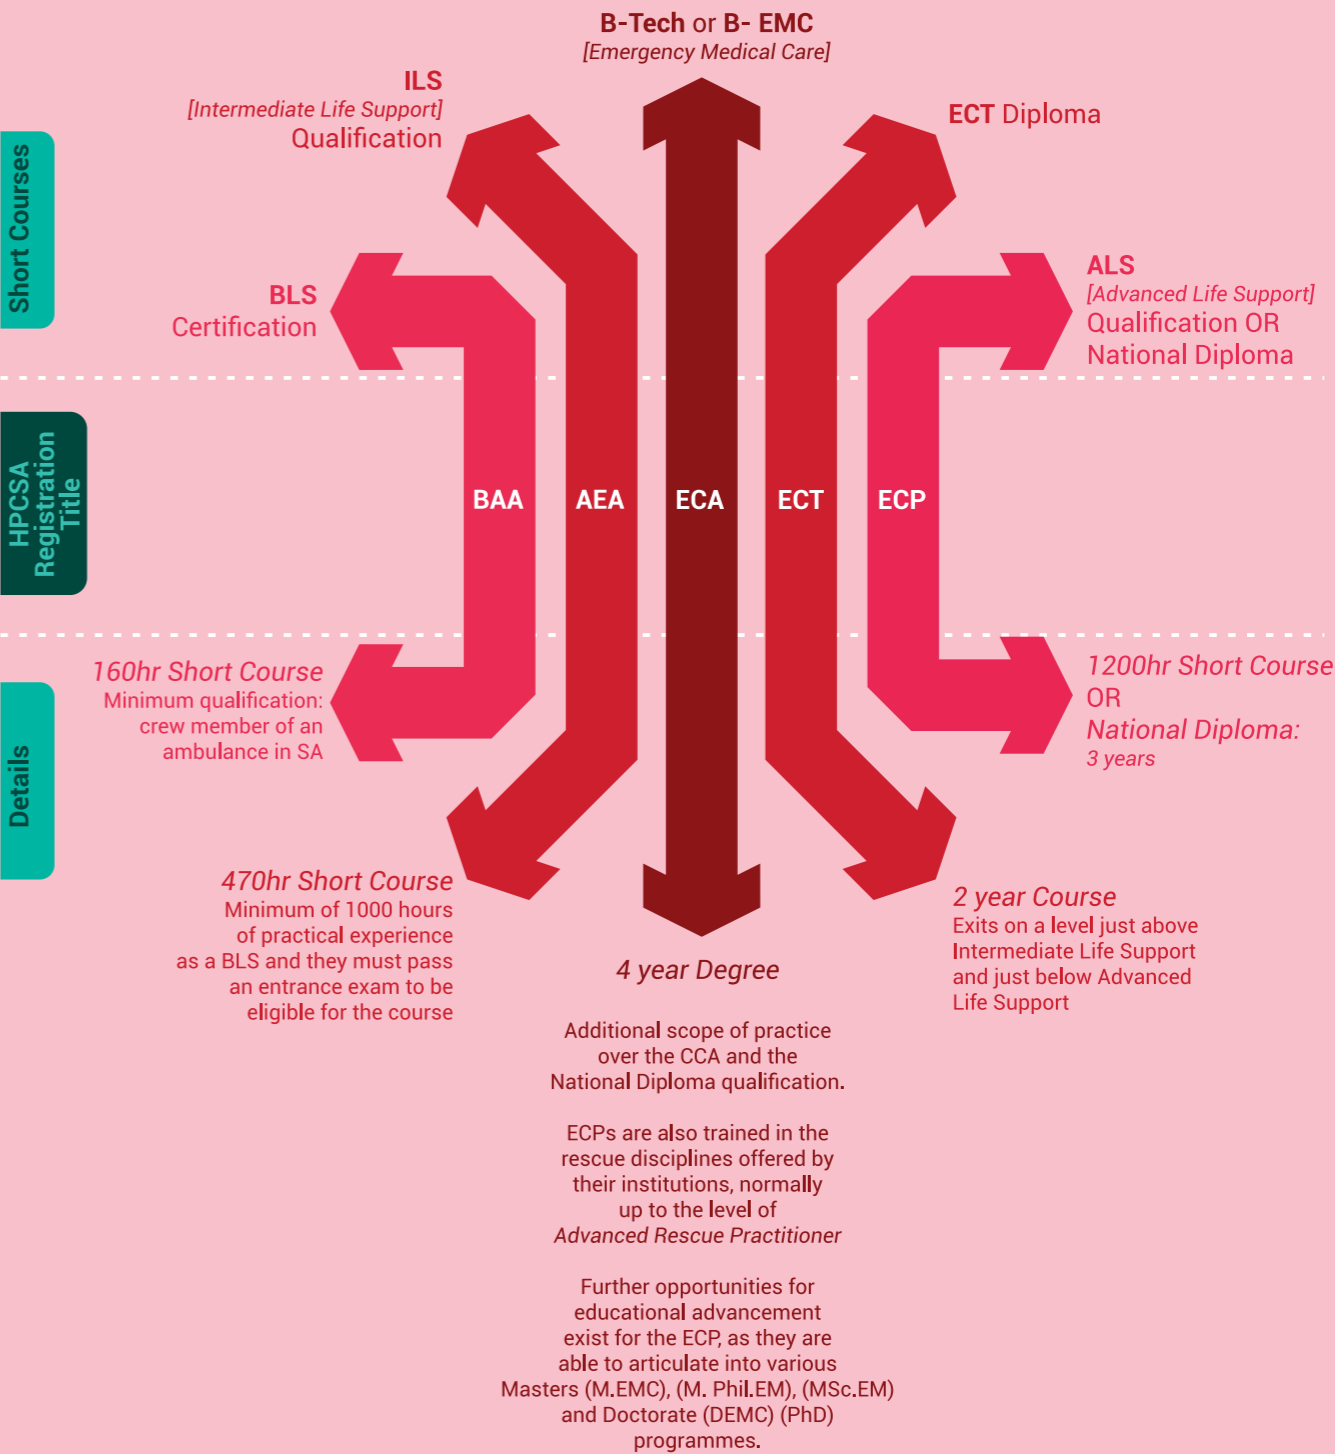 B-Tech or B- EMC
[Emergency Medical Care]
ILS
[Intermediate Life Support]
Qualification
ECT Diploma
Short Courses
BLS
Certification
ALS
[Advanced Life Support]
Qualification OR
National Diploma
HPCSA
Registration
Title
BAA
AEA
ECA
ECT
ECP
Details
160hr Short Course
Minimum qualification:
crew member of an
ambulance in SA
1200hr Short Course
OR
National Diploma:
3 years
470hr Short Course
Minimum of 1000 hours
of practical experience
as a BLS and they must pass
an entrance exam to be
eligible for the course
2 year Course
Exits on a level just above
Intermediate Life Support
and just below Advanced
Life Support
4 year Degree
Additional scope of practice
over the CCA and the
National Diploma qualification.
ECPs are also trained in the
rescue disciplines offered by
their institutions, normally
up to the level of
Advanced Rescue Practitioner
Further opportunities for
educational advancement
exist for the ECP, as they are
able to articulate into various
Masters (M.EMC), (M. Phil.EM), (MSc.EM)
and Doctorate (DEMC) (PhD)
programmes.